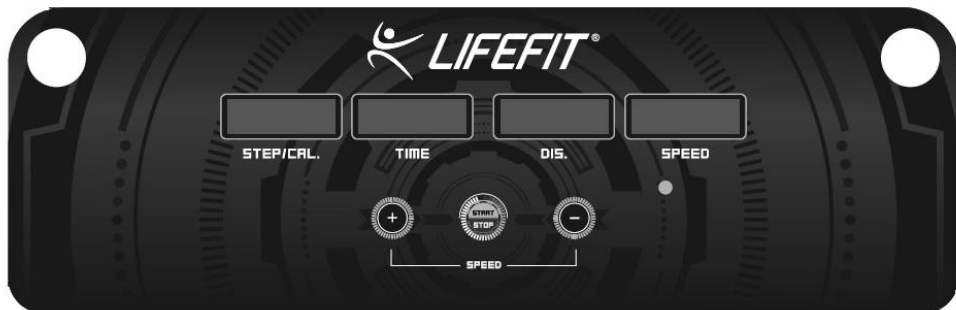 LIFEFIT®
STEP/CAL. TIME DIS. SPEED
+ START STOP −
SPEED